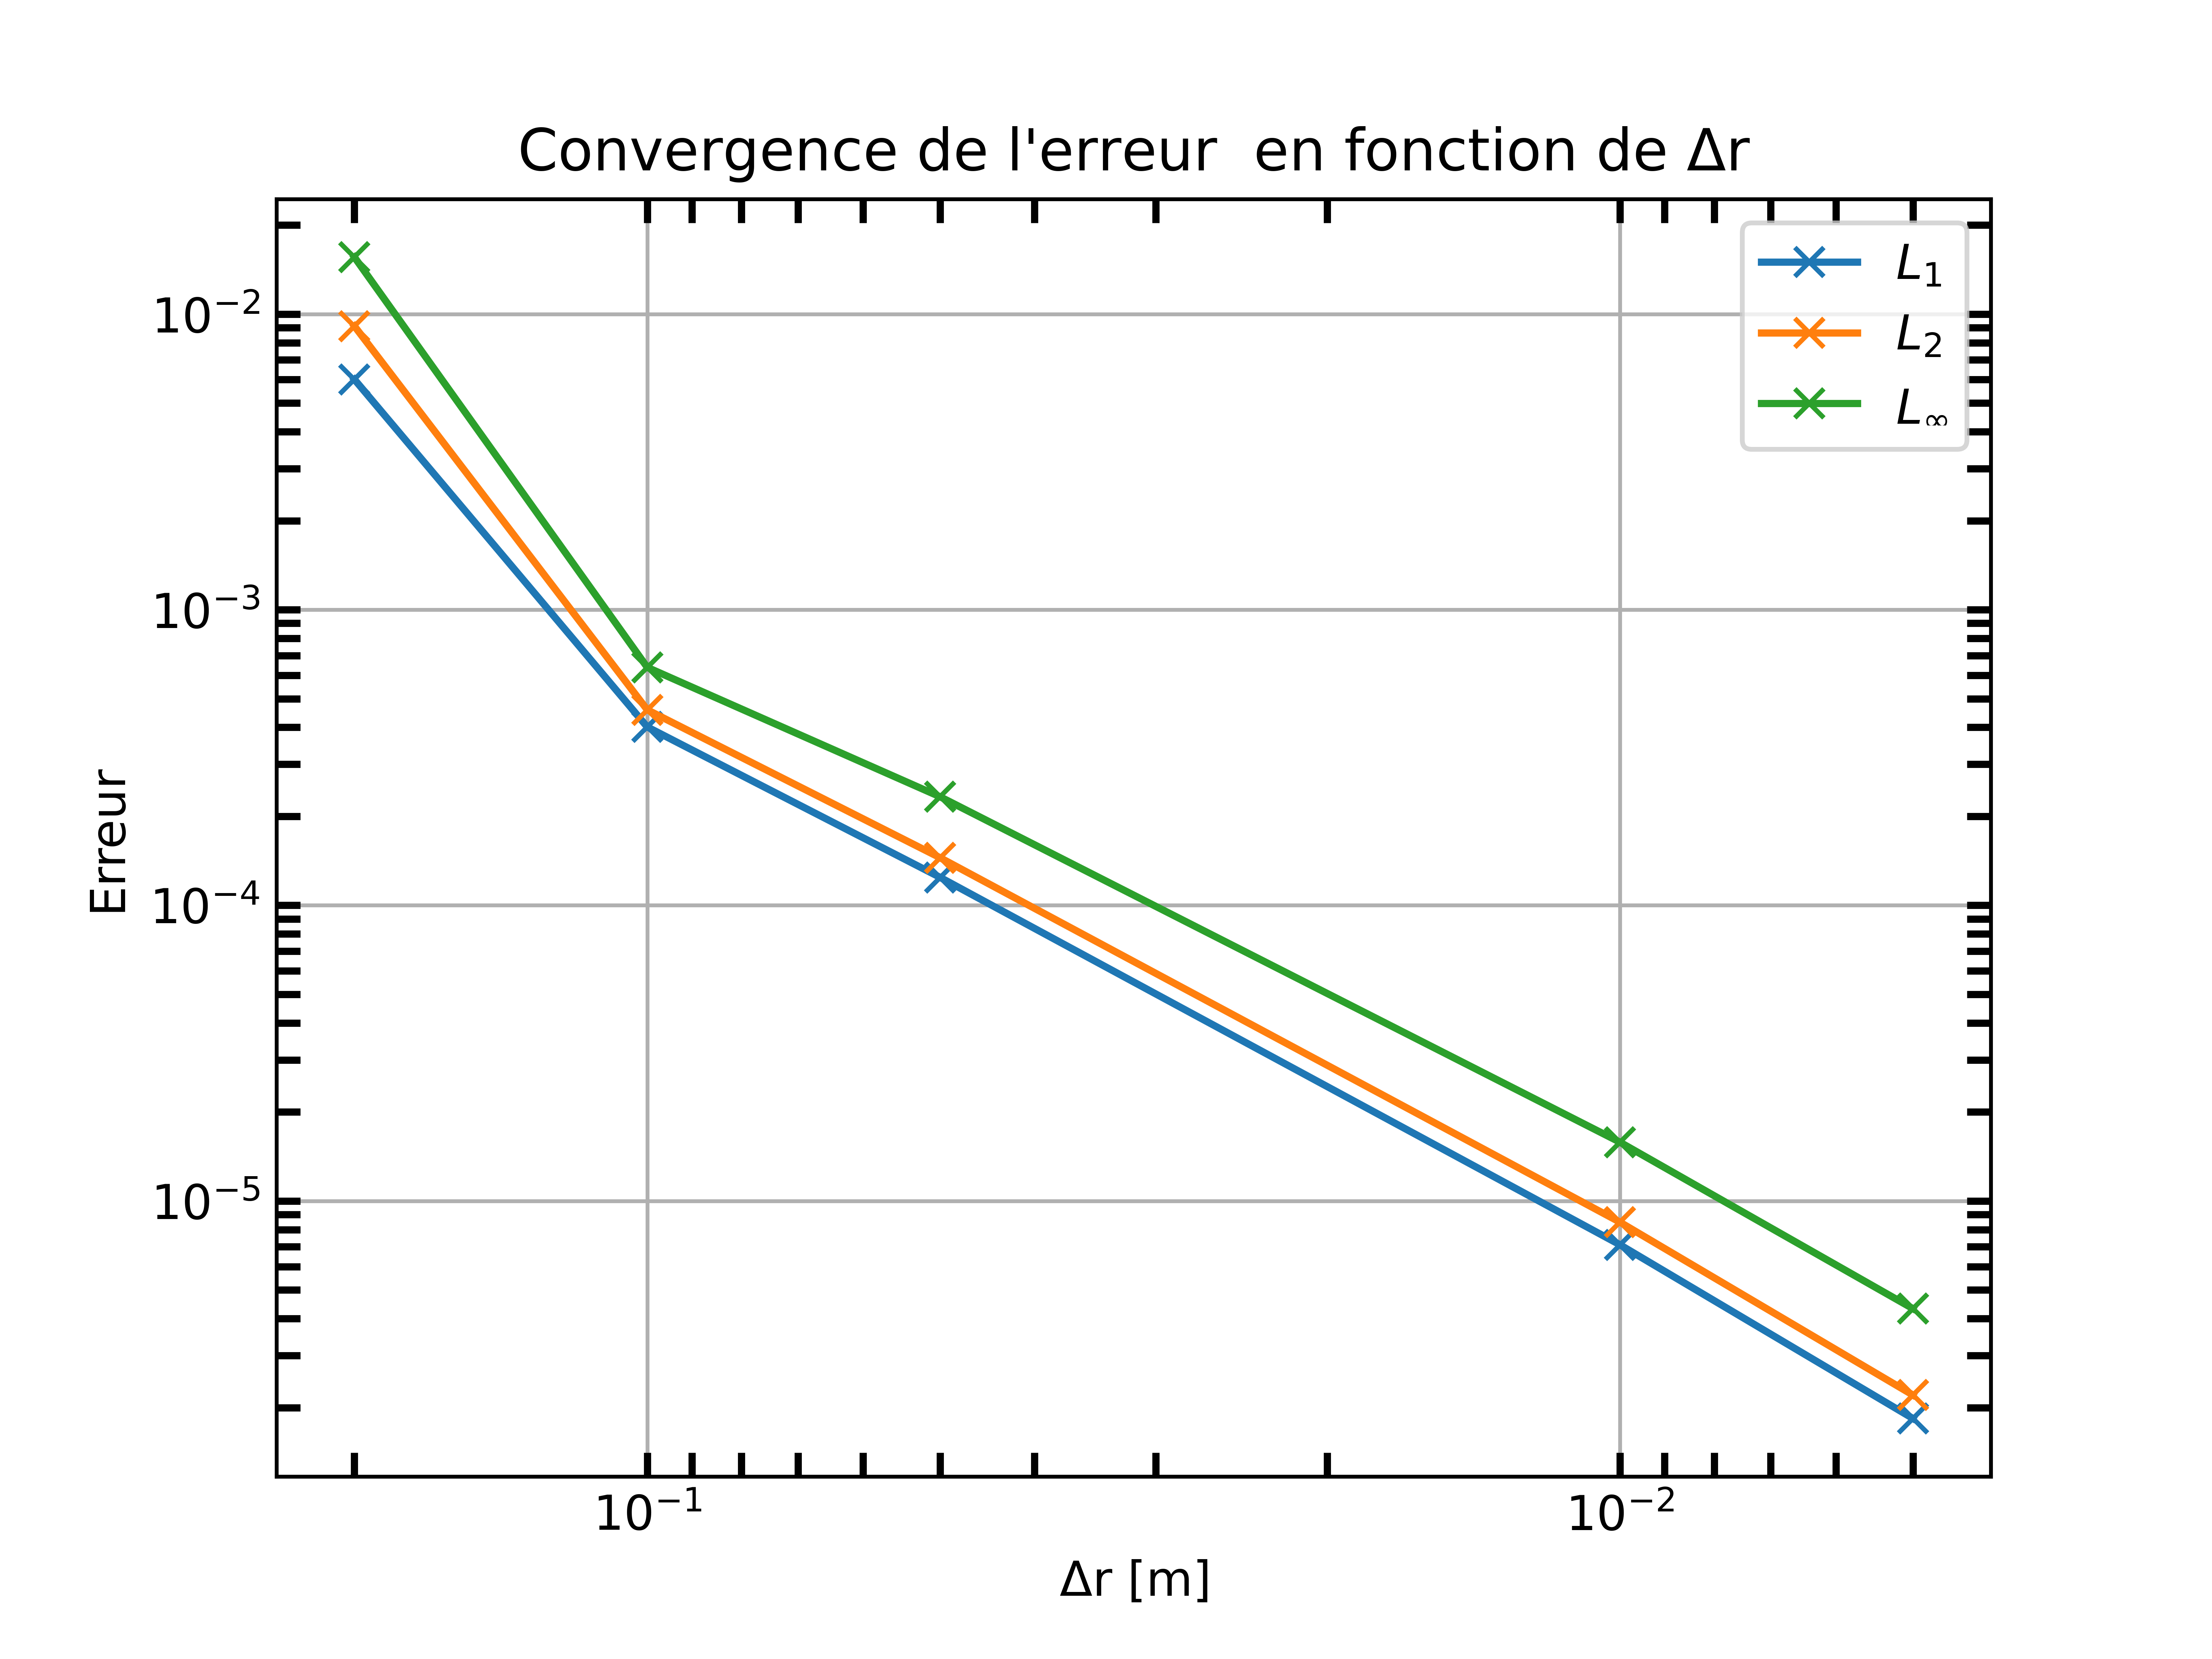 Convergence de l'erreur  en fonction de Δr
L₁
L₂
L∞
10⁻²
10⁻³
10⁻⁴
10⁻⁵
Erreur
10⁻¹
10⁻²
Δr [m]